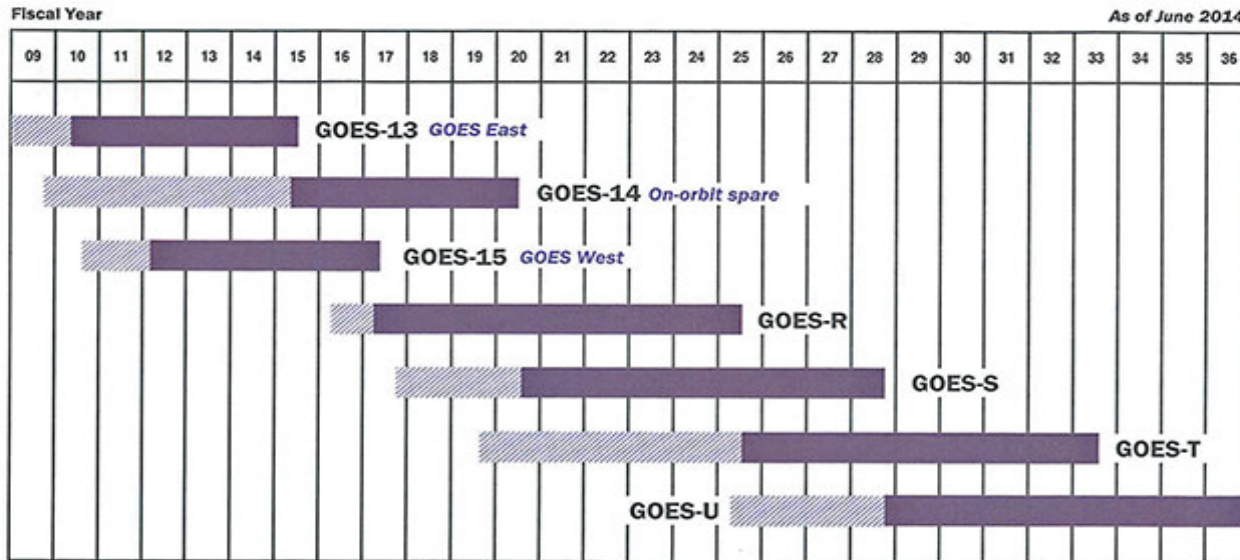 Fiscal Year As of June 2014
09 10 11 12 13 14 15 16 17 18 19 20 21 22 23 24 25 26 27 28 29 30 31 32 33 34 35 36
GOES-13 GOES East
GOES-14 On-orbit spare
GOES-15 GOES West
GOES-R
GOES-S
GOES-T
GOES-U